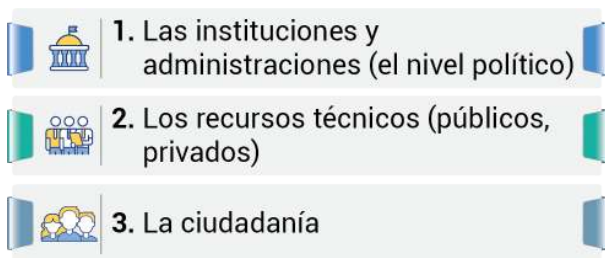 1. Las instituciones y
administraciones (el nivel político)
2. Los recursos técnicos (públicos,
privados)
3. La ciudadanía